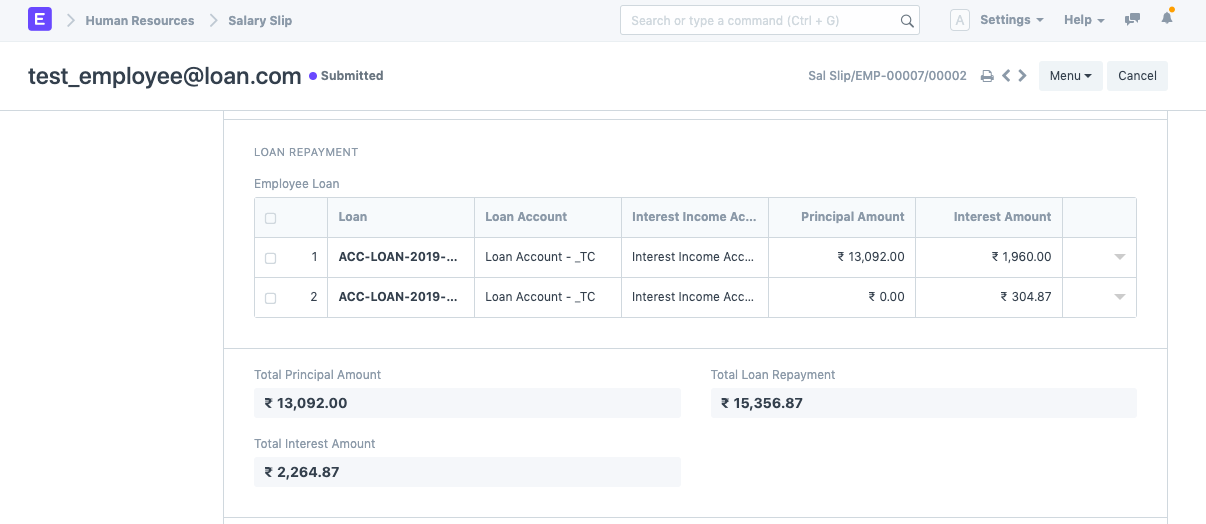 E Human Resources Salary Slip Search or type a command (Ctrl + G) A Settings Help
test_employee@loan.com Submitted Sal Slip/EMP-00007/00002 Menu Cancel
LOAN REPAYMENT
Employee Loan
Loan Loan Account Interest Income Ac... Principal Amount Interest Amount
1 ACC-LOAN-2019-... Loan Account - _TC Interest Income Acc... ₹ 13,092.00 ₹ 1,960.00
2 ACC-LOAN-2019-... Loan Account - _TC Interest Income Acc... ₹ 0.00 ₹ 304.87
Total Principal Amount Total Loan Repayment
₹ 13,092.00 ₹ 15,356.87
Total Interest Amount
₹ 2,264.87